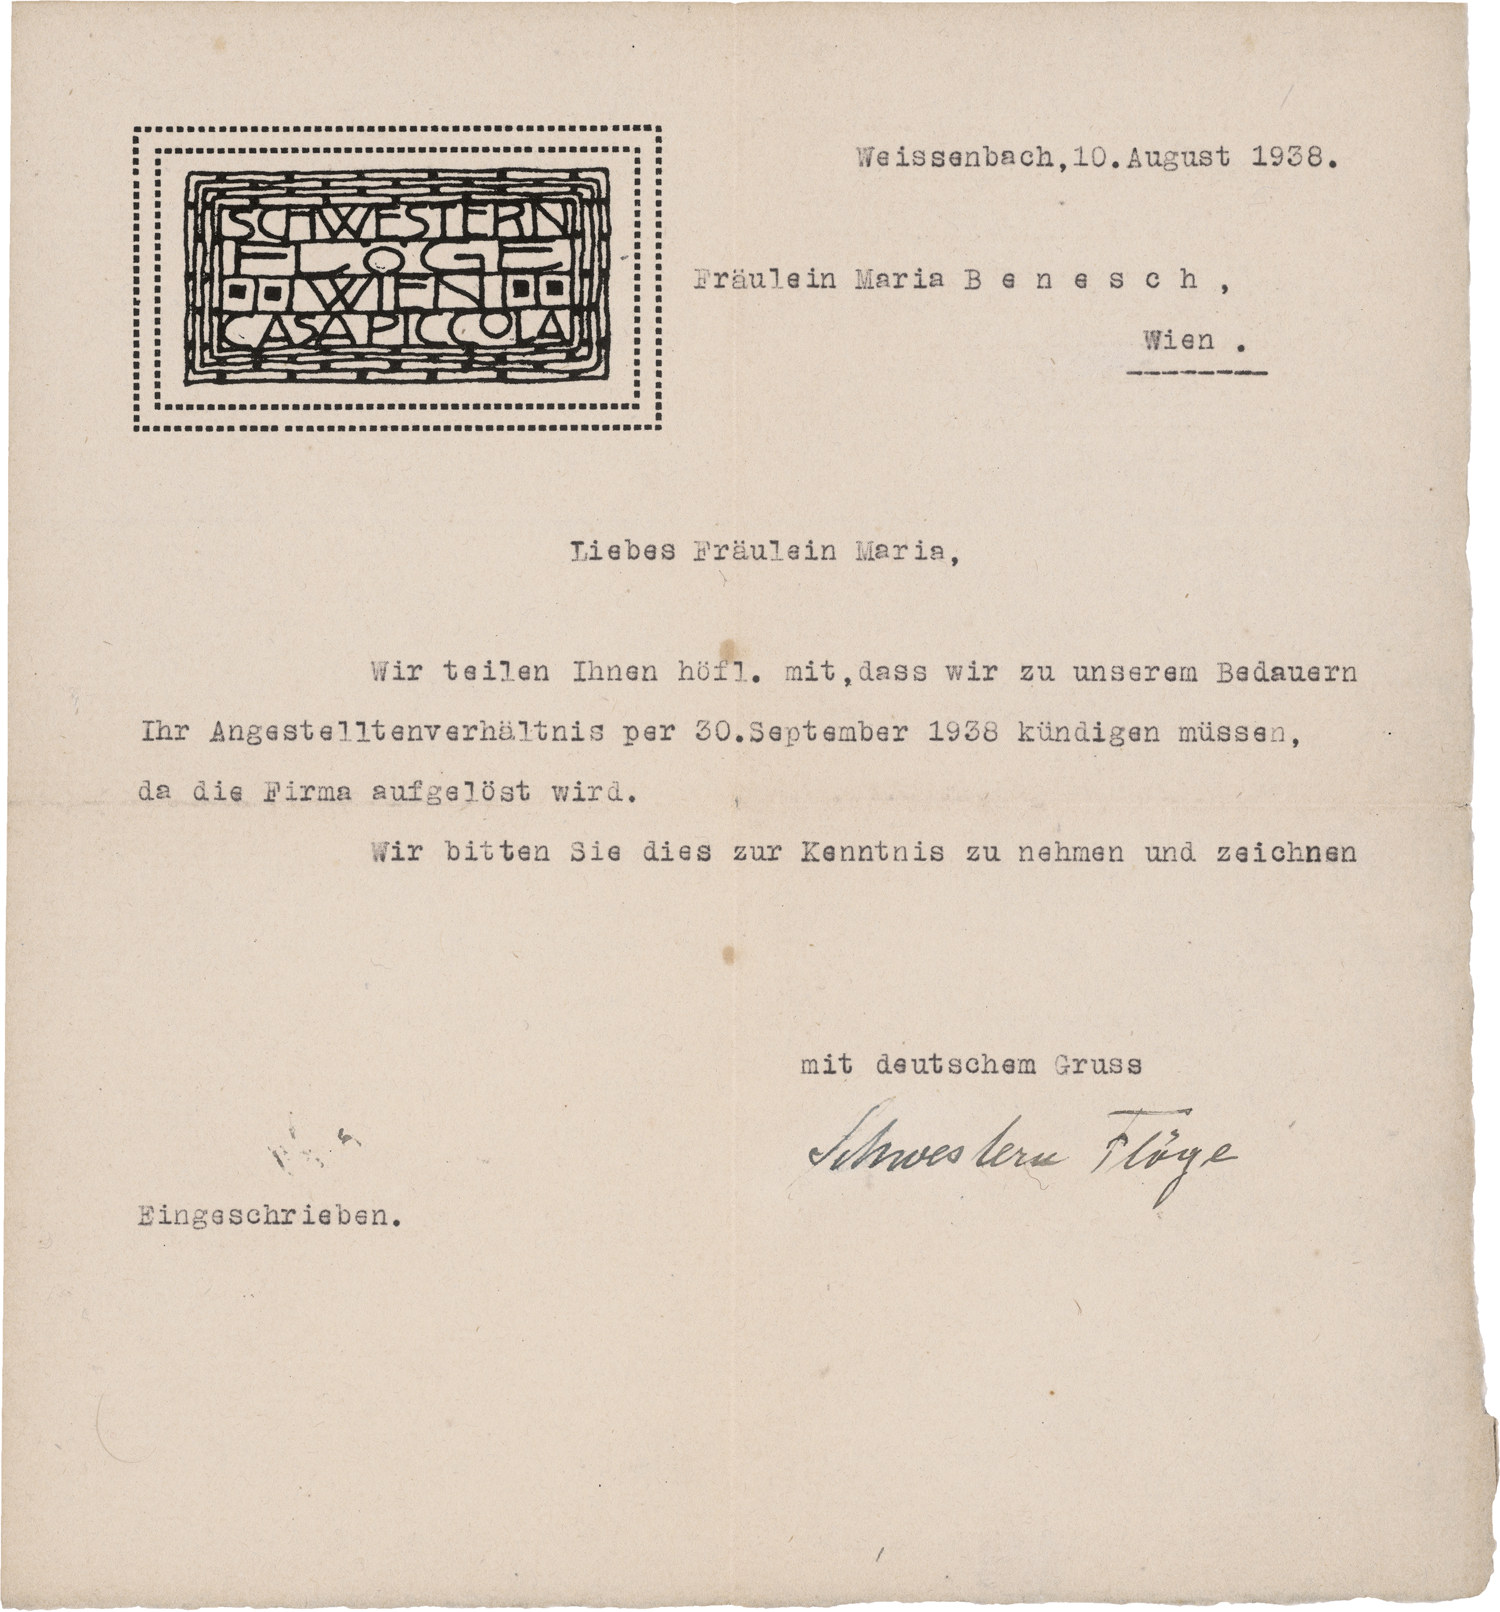 SCHWESTERN
FLÖGE
WIEN
CASA PICCOLA
Weissenbach,10.August 1938.
Fräulein Maria B e n e s c h ,
Wien .
Liebes Fräulein Maria,
Wir teilen Ihnen höfl. mit,dass wir zu unserem Bedauern
Ihr Angestelltenverhältnis per 30.September 1938 kündigen müssen,
da die Firma aufgelöst wird.
Wir bitten Sie dies zur Kenntnis zu nehmen und zeichnen
mit deutschem Gruss
Schwestern Flöge
Eingeschrieben.